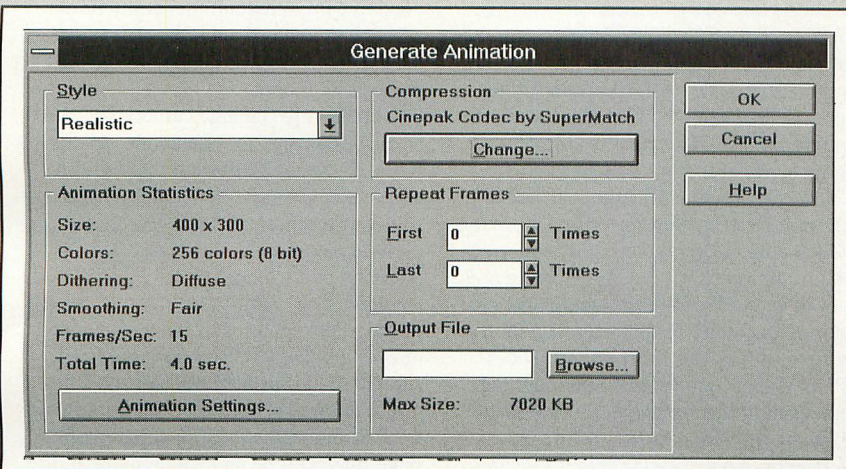 Generate Animation
Style
Realistic
Animation Statistics
Size: 400 x 300
Colors: 256 colors (8 bit)
Dithering: Diffuse
Smoothing: Fair
Frames/Sec: 15
Total Time: 4.0 sec.
Animation Settings...
Compression
Cinepak Codec by SuperMatch
Change...
Repeat Frames
First 0 Times
Last 0 Times
Output File
Browse...
Max Size: 7020 KB
OK
Cancel
Help